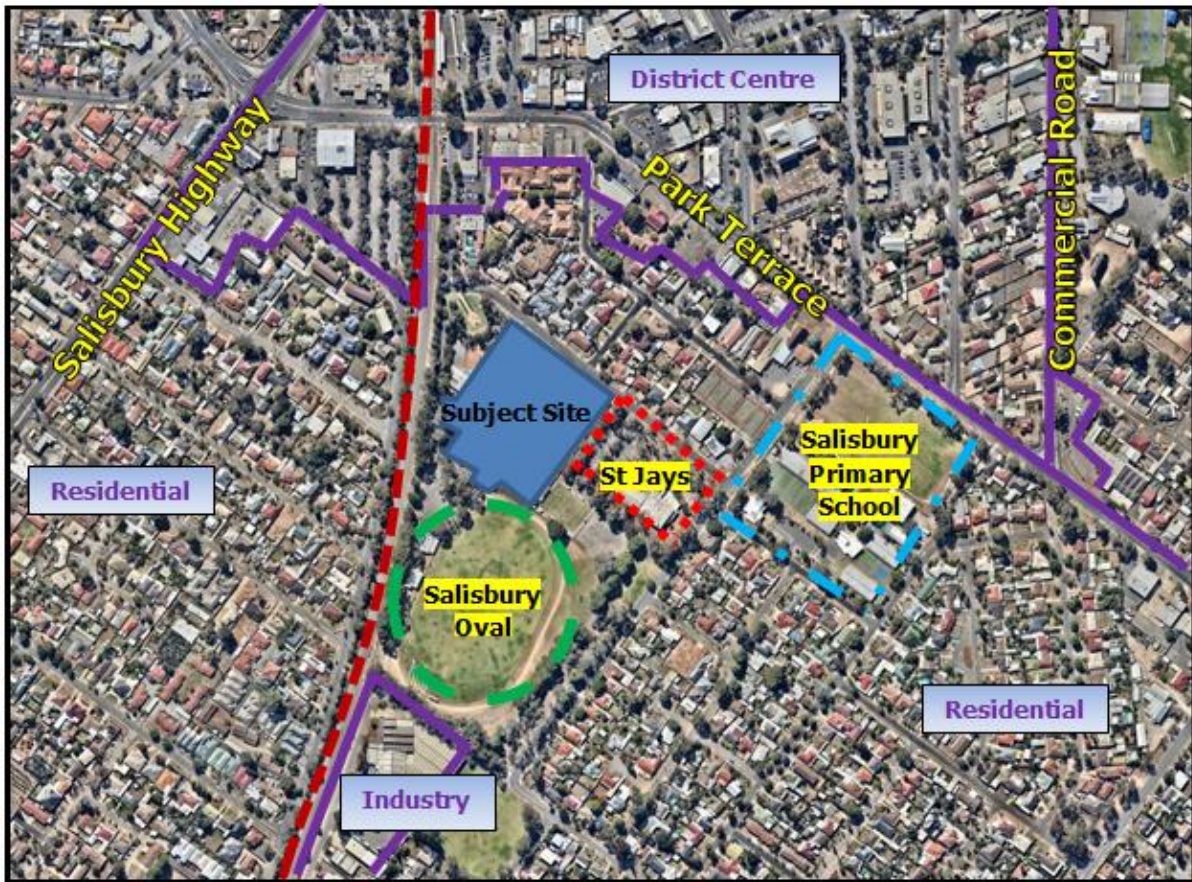 District Centre
Salisbury Highway
Park Terrace
Commercial Road
Subject Site
St Jays
Salisbury
Primary
School
Residential
Salisbury
Oval
Residential
Industry